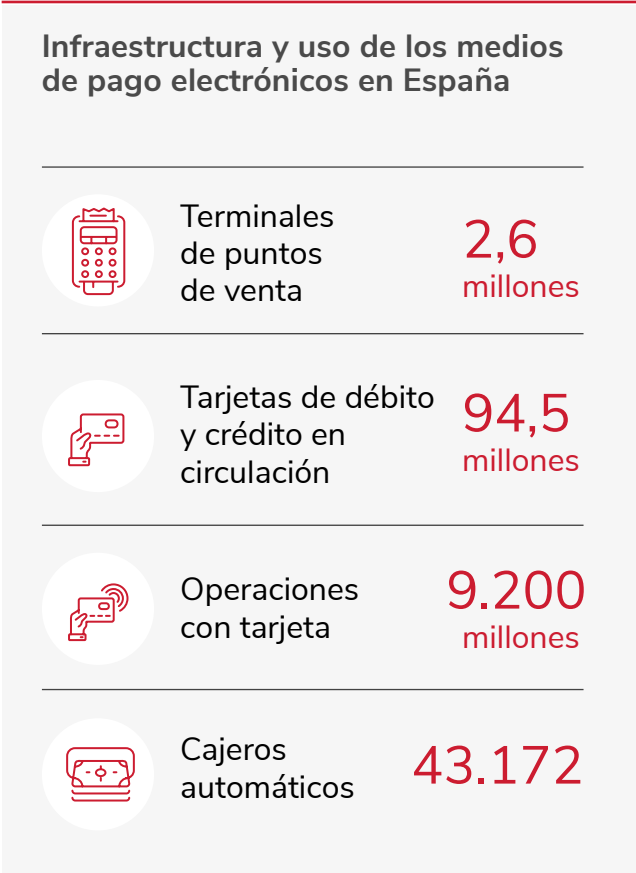 Infraestructura y uso de los medios
de pago electrónicos en España
Terminales
de puntos
de venta
2,6
millones
Tarjetas de débito
y crédito en
circulación
94,5
millones
Operaciones
con tarjeta
9.200
millones
Cajeros
automáticos
43.172